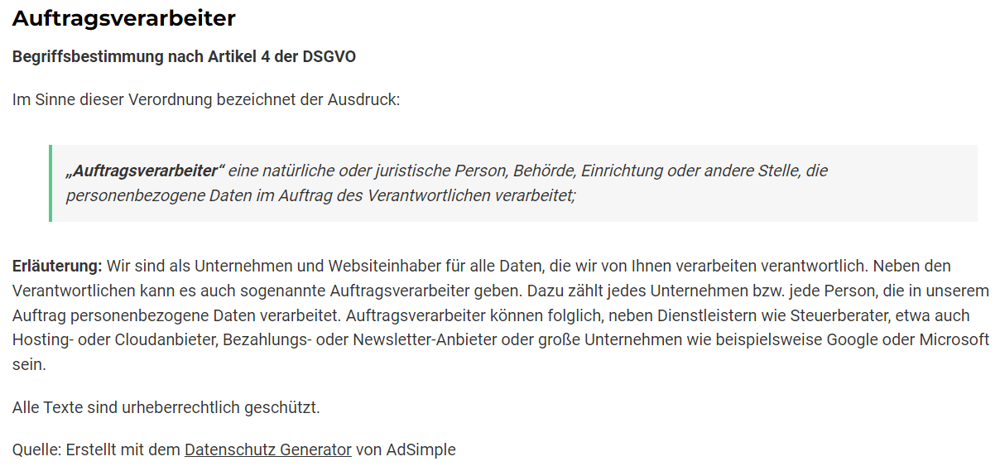 Auftragsverarbeiter
Begriffsbestimmung nach Artikel 4 der DSGVO
Im Sinne dieser Verordnung bezeichnet der Ausdruck:
„Auftragsverarbeiter“ eine natürliche oder juristische Person, Behörde, Einrichtung oder andere Stelle, die
personenbezogene Daten im Auftrag des Verantwortlichen verarbeitet;
Erläuterung: Wir sind als Unternehmen und Websiteinhaber für alle Daten, die wir von Ihnen verarbeiten verantwortlich. Neben den
Verantwortlichen kann es auch sogenannte Auftragsverarbeiter geben. Dazu zählt jedes Unternehmen bzw. jede Person, die in unserem
Auftrag personenbezogene Daten verarbeitet. Auftragsverarbeiter können folglich, neben Dienstleistern wie Steuerberater, etwa auch
Hosting- oder Cloudanbieter, Bezahlungs- oder Newsletter-Anbieter oder große Unternehmen wie beispielsweise Google oder Microsoft
sein.
Alle Texte sind urheberrechtlich geschützt.
Quelle: Erstellt mit dem Datenschutz Generator von AdSimple